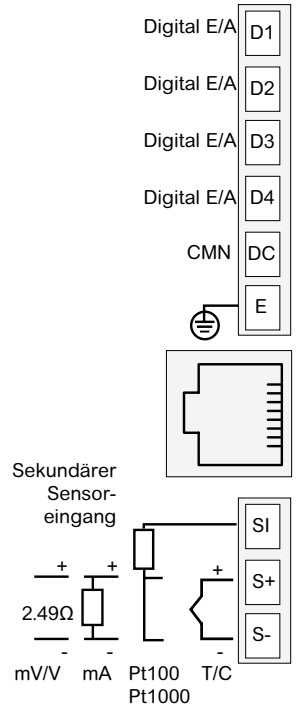 Digital E/A D1
Digital E/A D2
Digital E/A D3
Digital E/A D4
CMN DC
E
Sekundärer
Sensor-
eingang
SI
+ + + S+
2.49Ω
- - - S-
mV/V mA Pt100 T/C
Pt1000